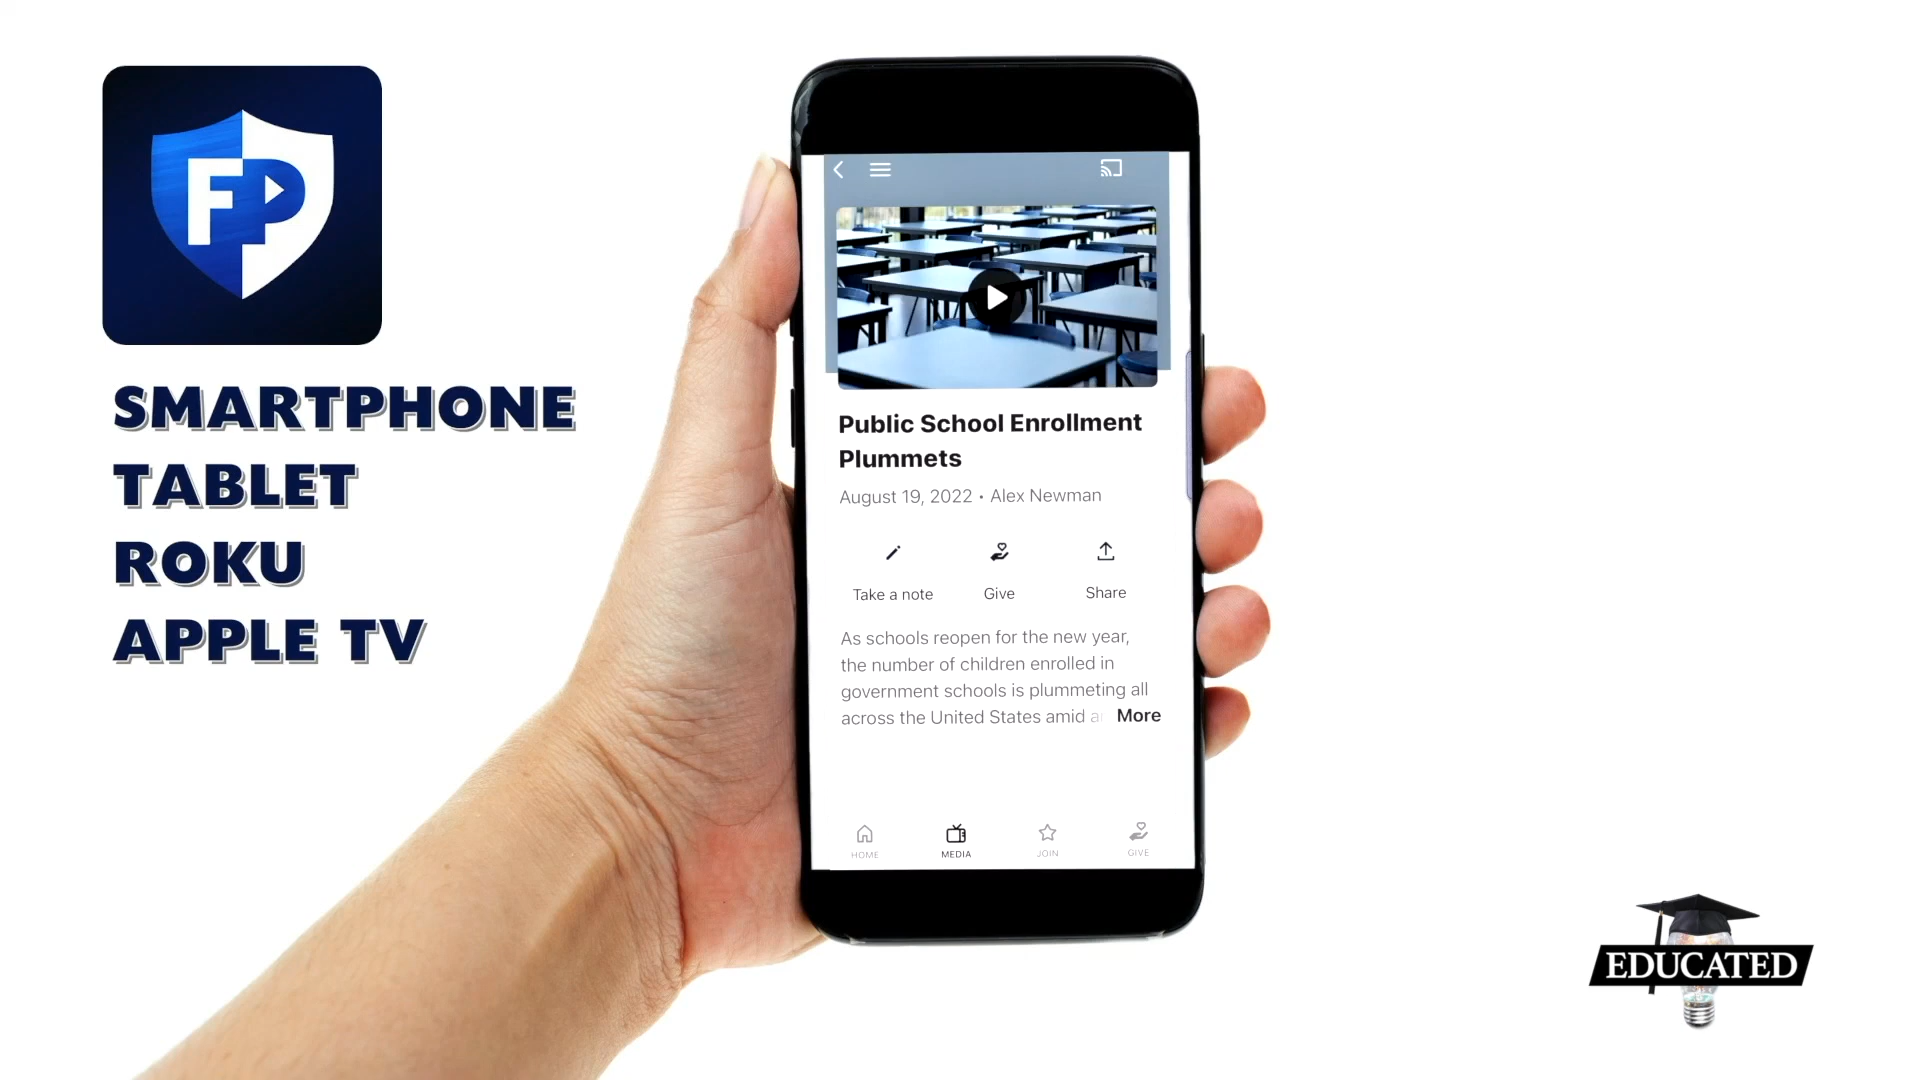 FP
SMARTPHONE
TABLET
ROKU
APPLE TV
Public School Enrollment
Plummets
August 19, 2022 • Alex Newman
Take a note
Give
Share
As schools reopen for the new year,
the number of children enrolled in
government schools is plummeting all
across the United States amid a
More
HOME
MEDIA
JOIN
GIVE
EDUCATED